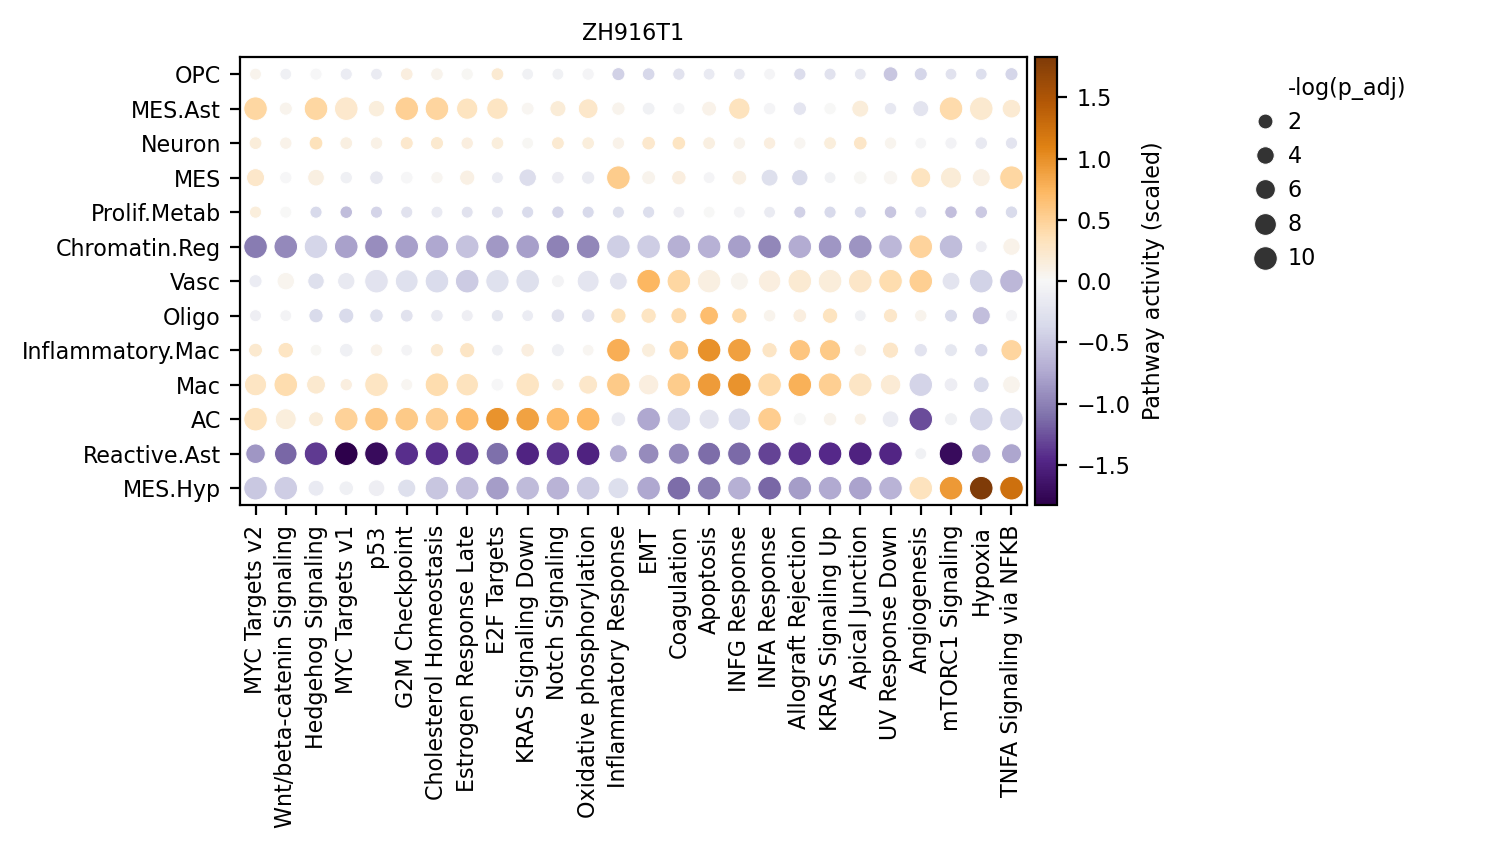 ZH916T1
OPC
MES.Ast
Neuron
MES
Prolif.Metab
Chromatin.Reg
Vasc
Oligo
Inflammatory.Mac
Mac
AC
Reactive.Ast
MES.Hyp
MYC Targets v2
Wnt/beta-catenin Signaling
Hedgehog Signaling
MYC Targets v1
p53
G2M Checkpoint
Cholesterol Homeostasis
Estrogen Response Late
E2F Targets
KRAS Signaling Down
Notch Signaling
Oxidative phosphorylation
Inflammatory Response
EMT
Coagulation
Apoptosis
INFG Response
INFA Response
Allograft Rejection
KRAS Signaling Up
Apical Junction
UV Response Down
Angiogenesis
mTORC1 Signaling
Hypoxia
TNFA Signaling via NFKB
1.5
1.0
0.5
0.0
−0.5
−1.0
−1.5
Pathway activity (scaled)
-log(p_adj)
2
4
6
8
10